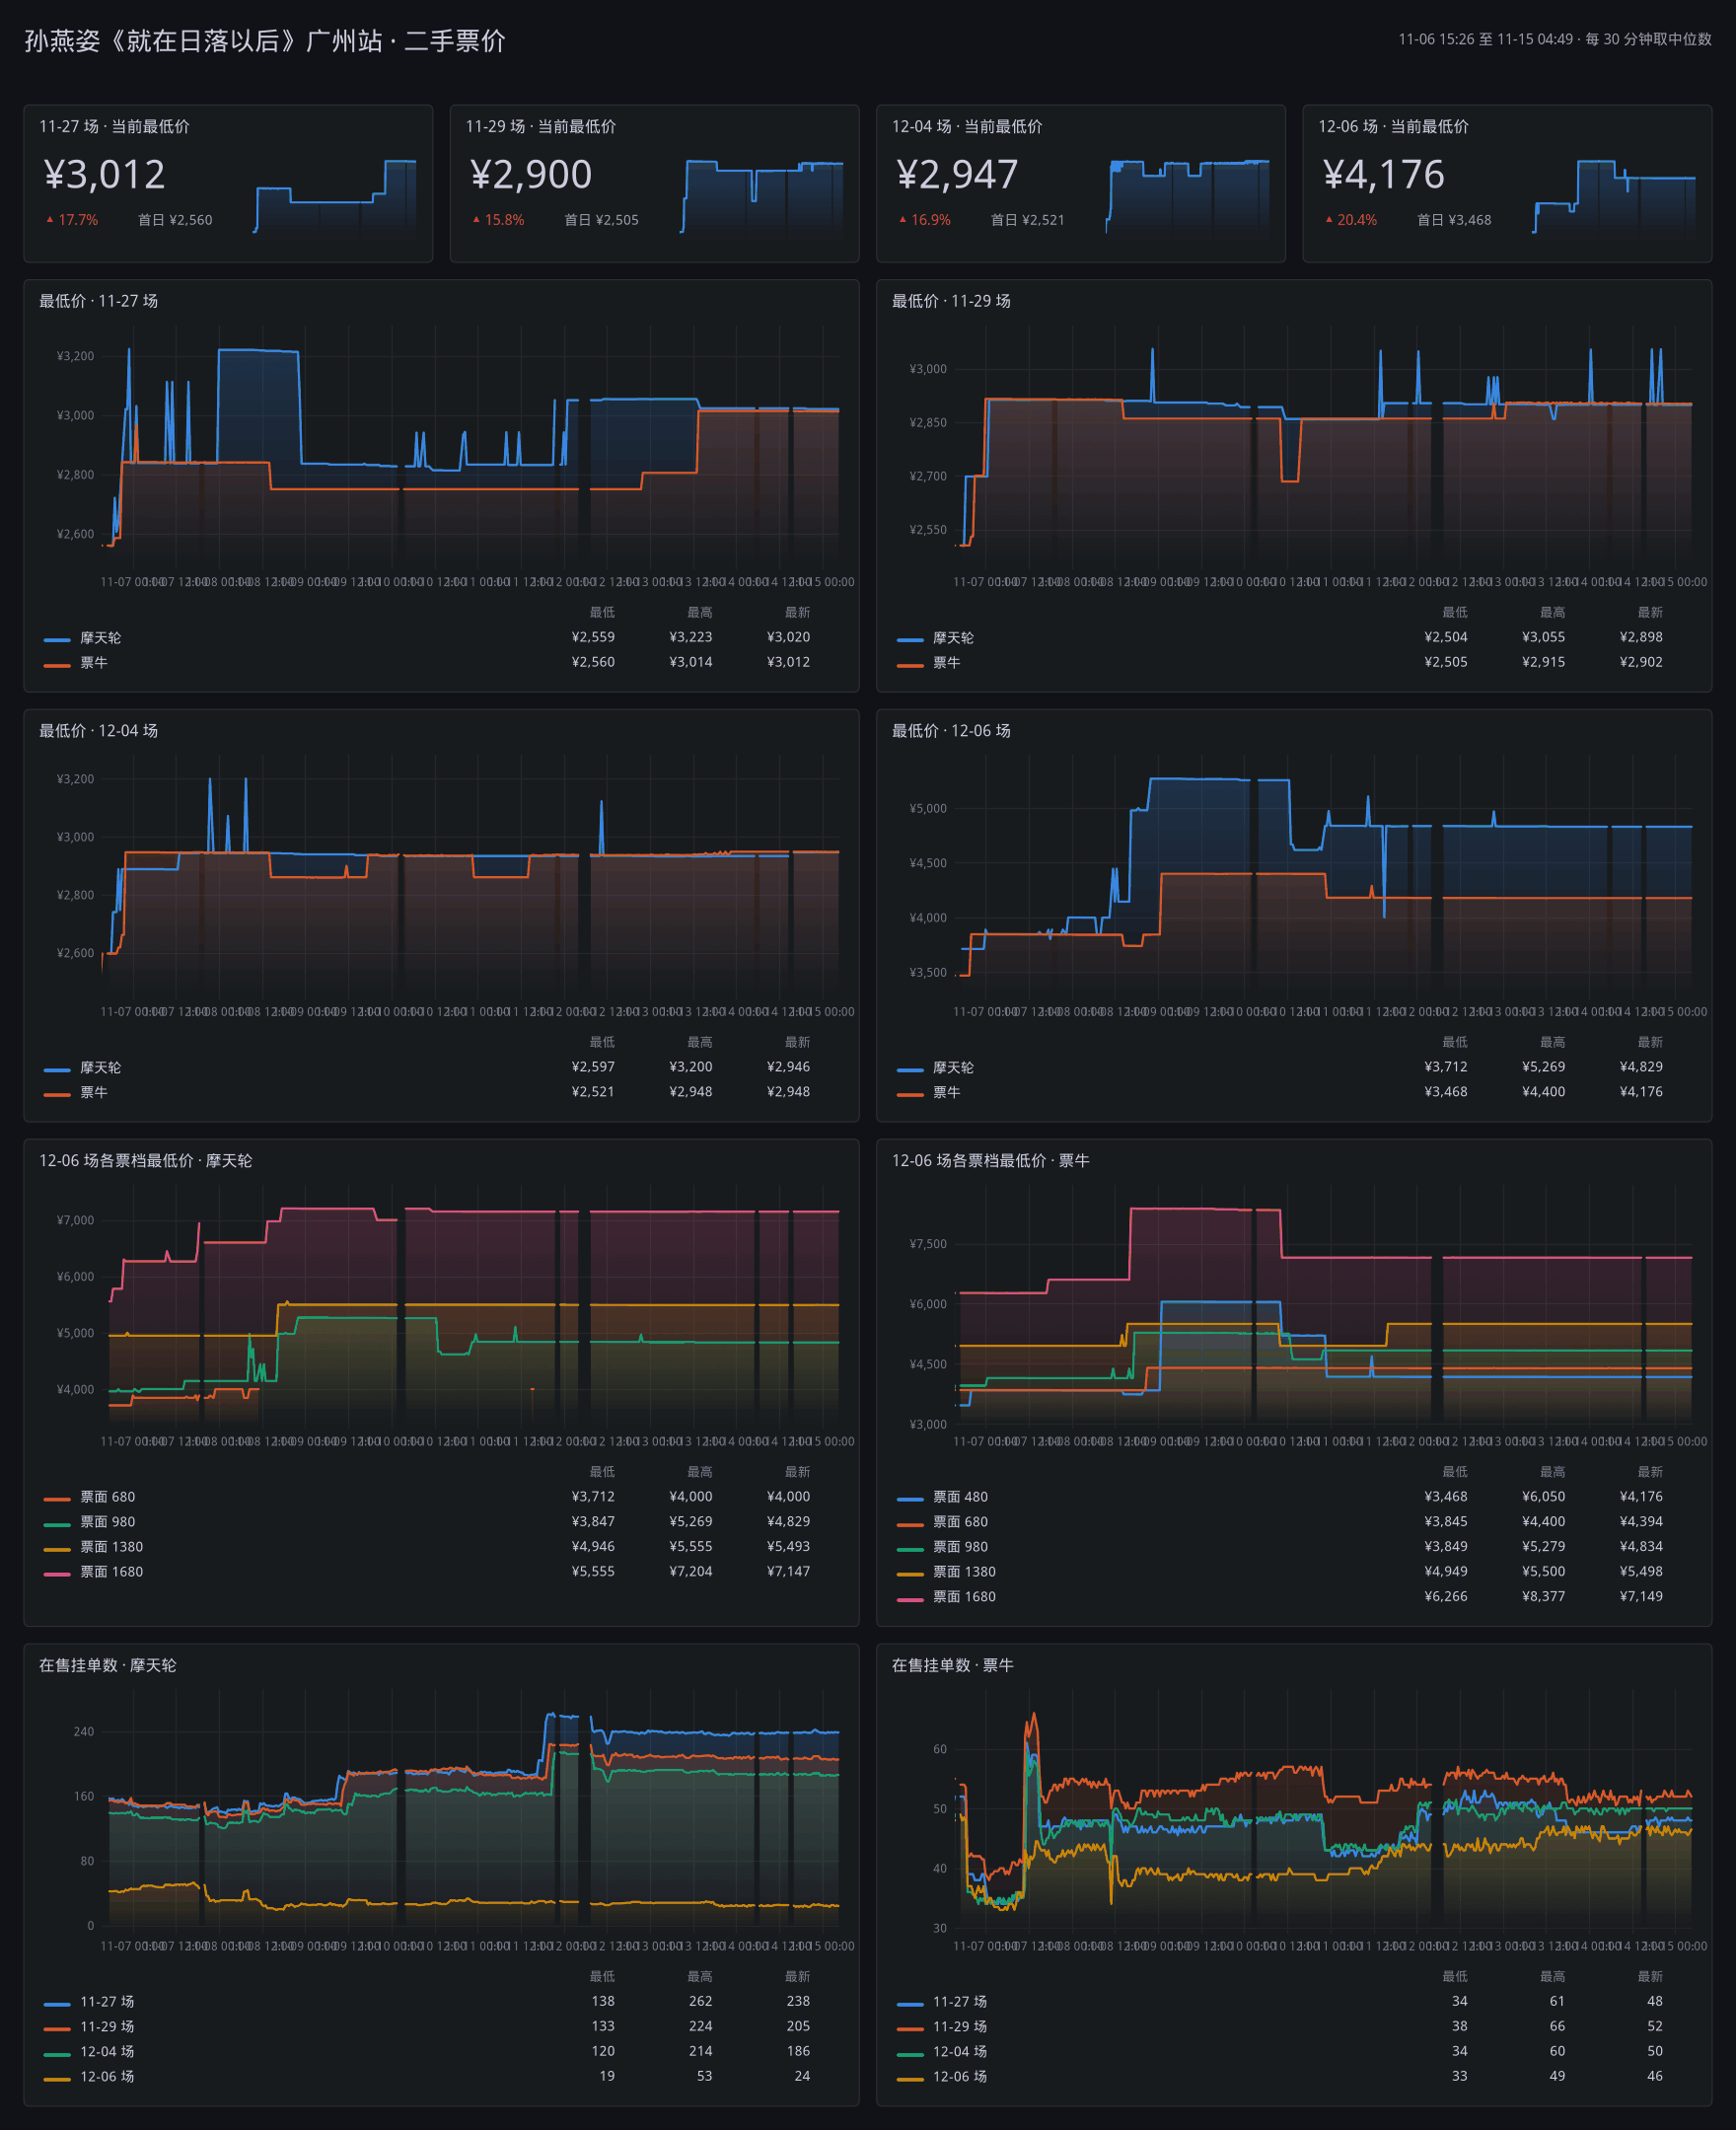 孙燕姿《就在日落以后》广州站 · 二手票价
11-06 15:26 至 11-15 04:49 · 每 30 分钟取中位数
11-27 场 · 当前最低价
¥3,012
▲ 17.7% 首日 ¥2,560
11-29 场 · 当前最低价
¥2,900
▲ 15.8% 首日 ¥2,505
12-04 场 · 当前最低价
¥2,947
▲ 16.9% 首日 ¥2,521
12-06 场 · 当前最低价
¥4,176
▲ 20.4% 首日 ¥3,468
最低价 · 11-27 场
¥3,200
¥3,000
¥2,800
¥2,600
最低 最高 最新
摩天轮 ¥2,559 ¥3,223 ¥3,020
票牛 ¥2,560 ¥3,014 ¥3,012
最低价 · 11-29 场
¥3,000
¥2,850
¥2,700
¥2,550
最低 最高 最新
摩天轮 ¥2,504 ¥3,055 ¥2,898
票牛 ¥2,505 ¥2,915 ¥2,902
最低价 · 12-04 场
¥3,200
¥3,000
¥2,800
¥2,600
最低 最高 最新
摩天轮 ¥2,597 ¥3,200 ¥2,946
票牛 ¥2,521 ¥2,948 ¥2,948
最低价 · 12-06 场
¥5,000
¥4,500
¥4,000
¥3,500
最低 最高 最新
摩天轮 ¥3,712 ¥5,269 ¥4,829
票牛 ¥3,468 ¥4,400 ¥4,176
12-06 场各票档最低价 · 摩天轮
¥7,000
¥6,000
¥5,000
¥4,000
最低 最高 最新
票面 680 ¥3,712 ¥4,000 ¥4,000
票面 980 ¥3,847 ¥5,269 ¥4,829
票面 1380 ¥4,946 ¥5,555 ¥5,493
票面 1680 ¥5,555 ¥7,204 ¥7,147
12-06 场各票档最低价 · 票牛
¥7,500
¥6,000
¥4,500
¥3,000
最低 最高 最新
票面 480 ¥3,468 ¥6,050 ¥4,176
票面 680 ¥3,845 ¥4,400 ¥4,394
票面 980 ¥3,849 ¥5,279 ¥4,834
票面 1380 ¥4,949 ¥5,500 ¥5,498
票面 1680 ¥6,266 ¥8,377 ¥7,149
在售挂单数 · 摩天轮
240
160
80
0
最低 最高 最新
11-27 场 138 262 238
11-29 场 133 224 205
12-04 场 120 214 186
12-06 场 19 53 24
在售挂单数 · 票牛
60
50
40
30
最低 最高 最新
11-27 场 34 61 48
11-29 场 38 66 52
12-04 场 34 60 50
12-06 场 33 49 46